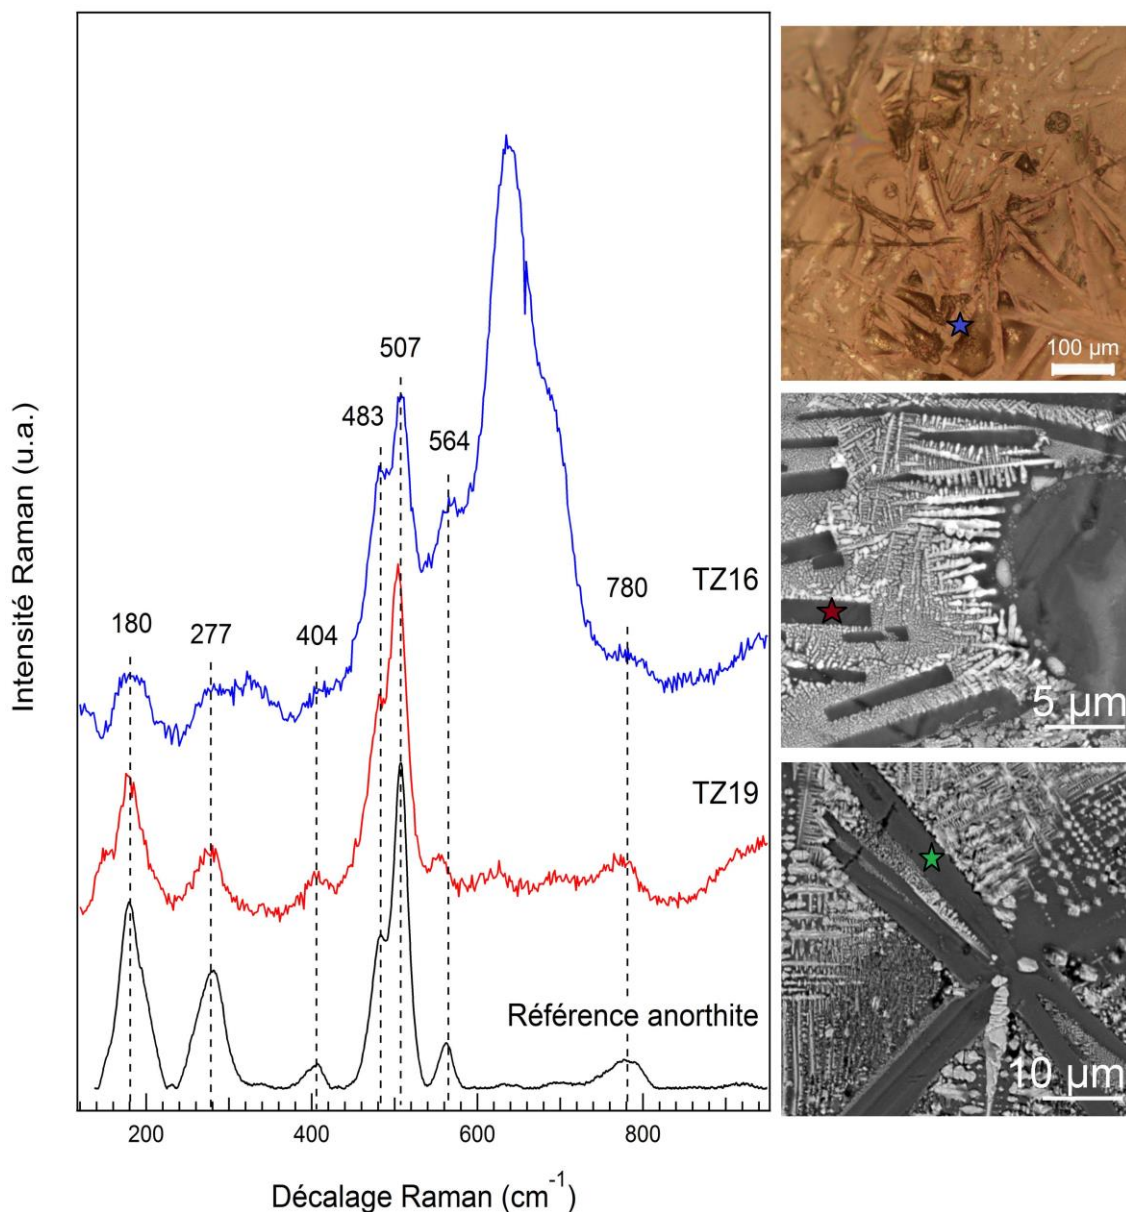 Intensité Raman (u.a.)
507
483
564
180
277
404
780
TZ16
TZ19
Référence anorthite
200
400
600
800
Décalage Raman (cm⁻¹)
100 µm
5 µm
10 µm